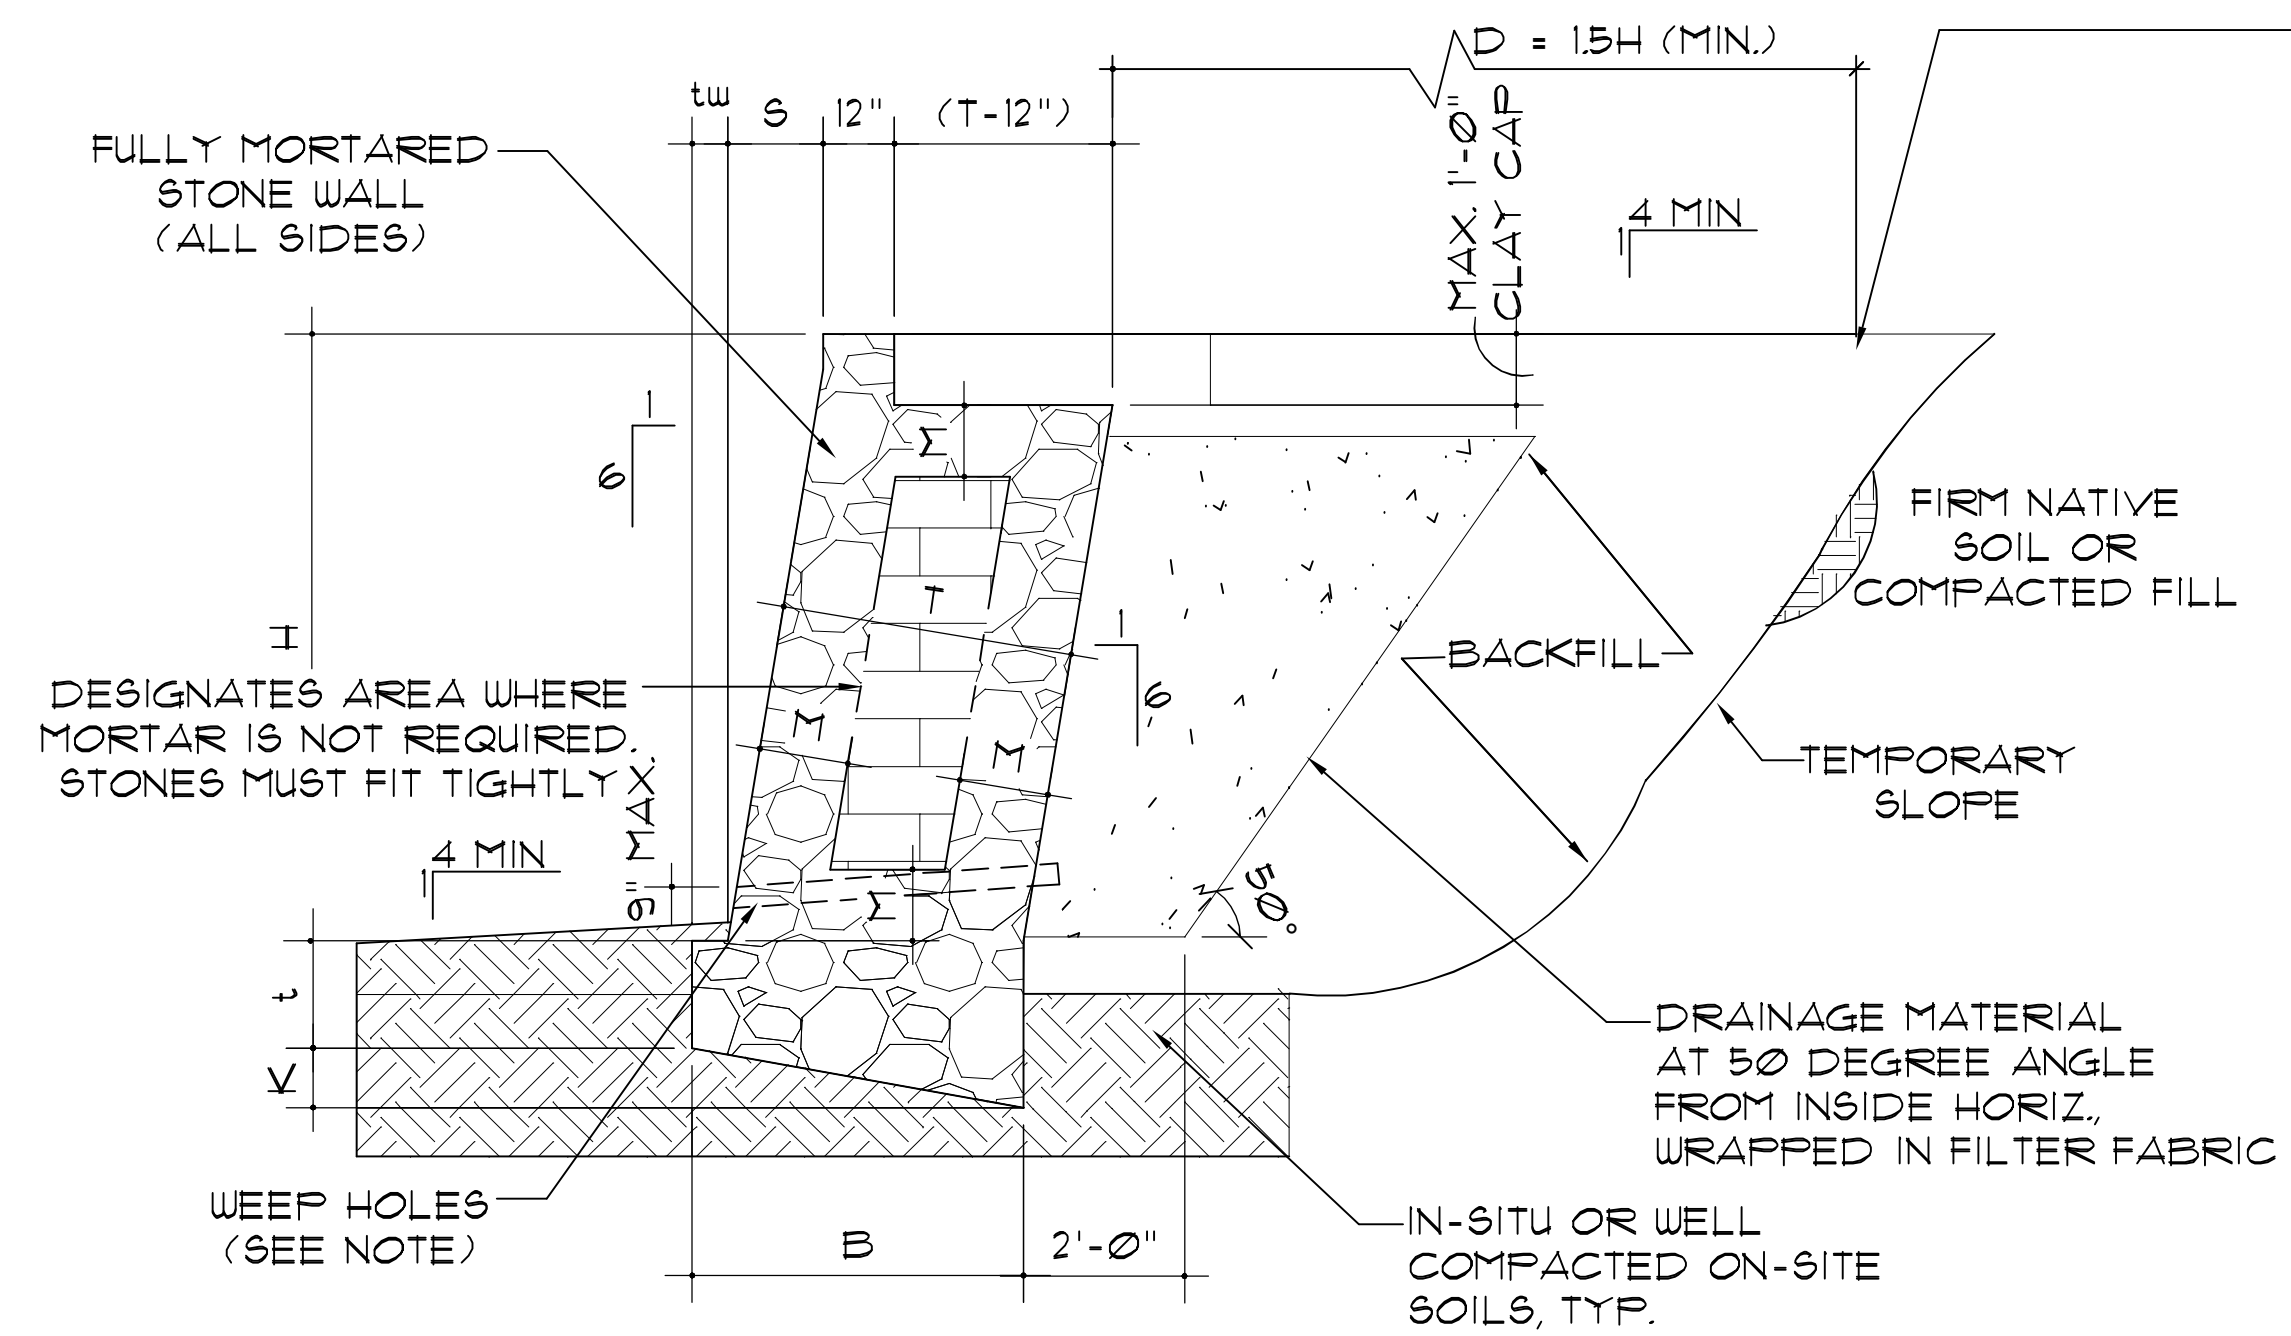 D = 1.5H (MIN.)
tw
S
12"
(T-12")
MAX. 1'-0"
CLAY CAP
FULLY MORTARED
STONE WALL
(ALL SIDES)
1
4 MIN
1
6
M
T
FIRM NATIVE
SOIL OR
COMPACTED FILL
H
1
6
BACKFILL
DESIGNATES AREA WHERE
MORTAR IS NOT REQUIRED.
STONES MUST FIT TIGHTLY
M
M
TEMPORARY
SLOPE
9" MAX.
1
4 MIN
M
50°
t
K
DRAINAGE MATERIAL
AT 50 DEGREE ANGLE
FROM INSIDE HORIZ.,
WRAPPED IN FILTER FABRIC
WEEP HOLES
(SEE NOTE)
B
2'-0"
IN-SITU OR WELL
COMPACTED ON-SITE
SOILS, TYP.